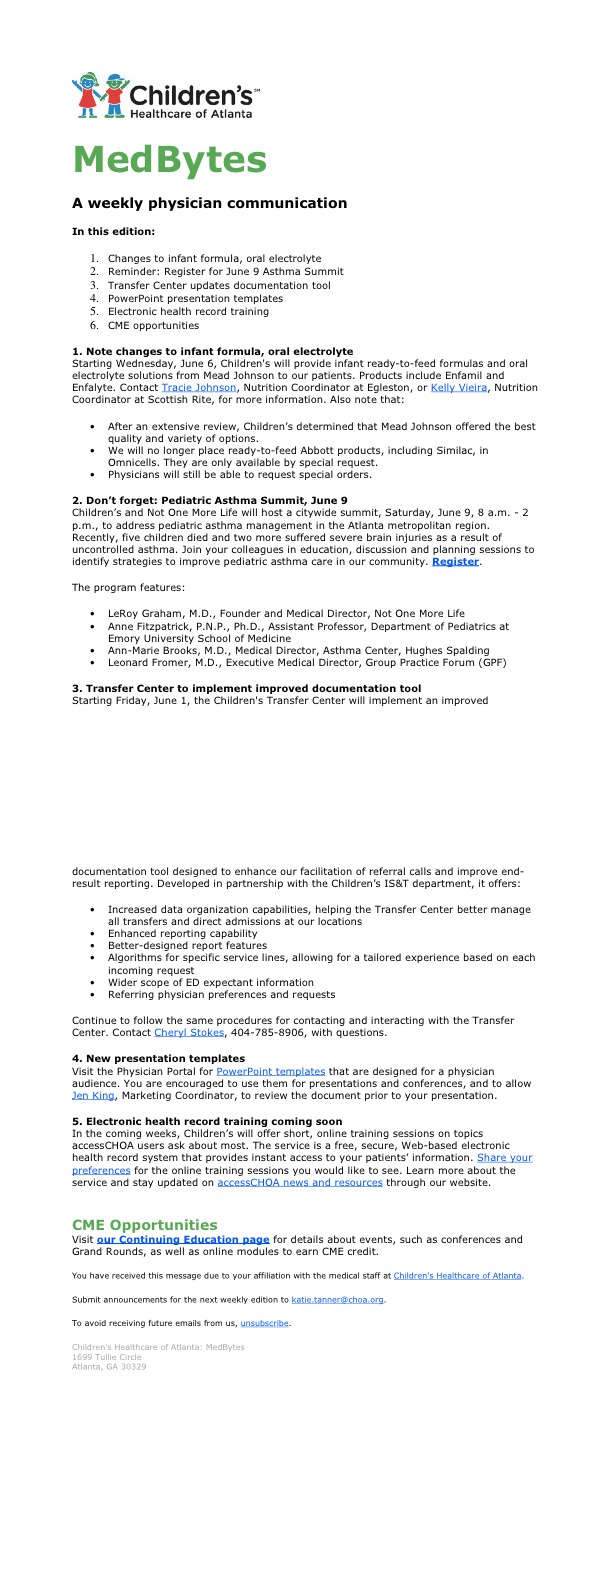 Children's℠
Healthcare of Atlanta
MedBytes
A weekly physician communication
In this edition:
1. Changes to infant formula, oral electrolyte
2. Reminder: Register for June 9 Asthma Summit
3. Transfer Center updates documentation tool
4. PowerPoint presentation templates
5. Electronic health record training
6. CME opportunities
1. Note changes to infant formula, oral electrolyte
Starting Wednesday, June 6, Children's will provide infant ready-to-feed formulas and oral
electrolyte solutions from Mead Johnson to our patients. Products include Enfamil and
Enfalyte. Contact Tracie Johnson, Nutrition Coordinator at Egleston, or Kelly Vieira, Nutrition
Coordinator at Scottish Rite, for more information. Also note that:
• After an extensive review, Children's determined that Mead Johnson offered the best
quality and variety of options.
• We will no longer place ready-to-feed Abbott products, including Similac, in
Omnicells. They are only available by special request.
• Physicians will still be able to request special orders.
2. Don't forget: Pediatric Asthma Summit, June 9
Children's and Not One More Life will host a citywide summit, Saturday, June 9, 8 a.m. - 2
p.m., to address pediatric asthma management in the Atlanta metropolitan region.
Recently, five children died and two more suffered severe brain injuries as a result of
uncontrolled asthma. Join your colleagues in education, discussion and planning sessions to
identify strategies to improve pediatric asthma care in our community. Register.
The program features:
• LeRoy Graham, M.D., Founder and Medical Director, Not One More Life
• Anne Fitzpatrick, P.N.P., Ph.D., Assistant Professor, Department of Pediatrics at
Emory University School of Medicine
• Ann-Marie Brooks, M.D., Medical Director, Asthma Center, Hughes Spalding
• Leonard Fromer, M.D., Executive Medical Director, Group Practice Forum (GPF)
3. Transfer Center to implement improved documentation tool
Starting Friday, June 1, the Children's Transfer Center will implement an improved
documentation tool designed to enhance our facilitation of referral calls and improve end-
result reporting. Developed in partnership with the Children's IS&T department, it offers:
• Increased data organization capabilities, helping the Transfer Center better manage
all transfers and direct admissions at our locations
• Enhanced reporting capability
• Better-designed report features
• Algorithms for specific service lines, allowing for a tailored experience based on each
incoming request
• Wider scope of ED expectant information
• Referring physician preferences and requests
Continue to follow the same procedures for contacting and interacting with the Transfer
Center. Contact Cheryl Stokes, 404-785-8906, with questions.
4. New presentation templates
Visit the Physician Portal for PowerPoint templates that are designed for a physician
audience. You are encouraged to use them for presentations and conferences, and to allow
Jen King, Marketing Coordinator, to review the document prior to your presentation.
5. Electronic health record training coming soon
In the coming weeks, Children's will offer short, online training sessions on topics
accessCHOA users ask about most. The service is a free, secure, Web-based electronic
health record system that provides instant access to your patients' information. Share your
preferences for the online training sessions you would like to see. Learn more about the
service and stay updated on accessCHOA news and resources through our website.
CME Opportunities
Visit our Continuing Education page for details about events, such as conferences and
Grand Rounds, as well as online modules to earn CME credit.
You have received this message due to your affiliation with the medical staff at Children's Healthcare of Atlanta.
Submit announcements for the next weekly edition to katie.tanner@choa.org.
To avoid receiving future emails from us, unsubscribe.
Children's Healthcare of Atlanta: MedBytes
1699 Tullie Circle
Atlanta, GA 30329